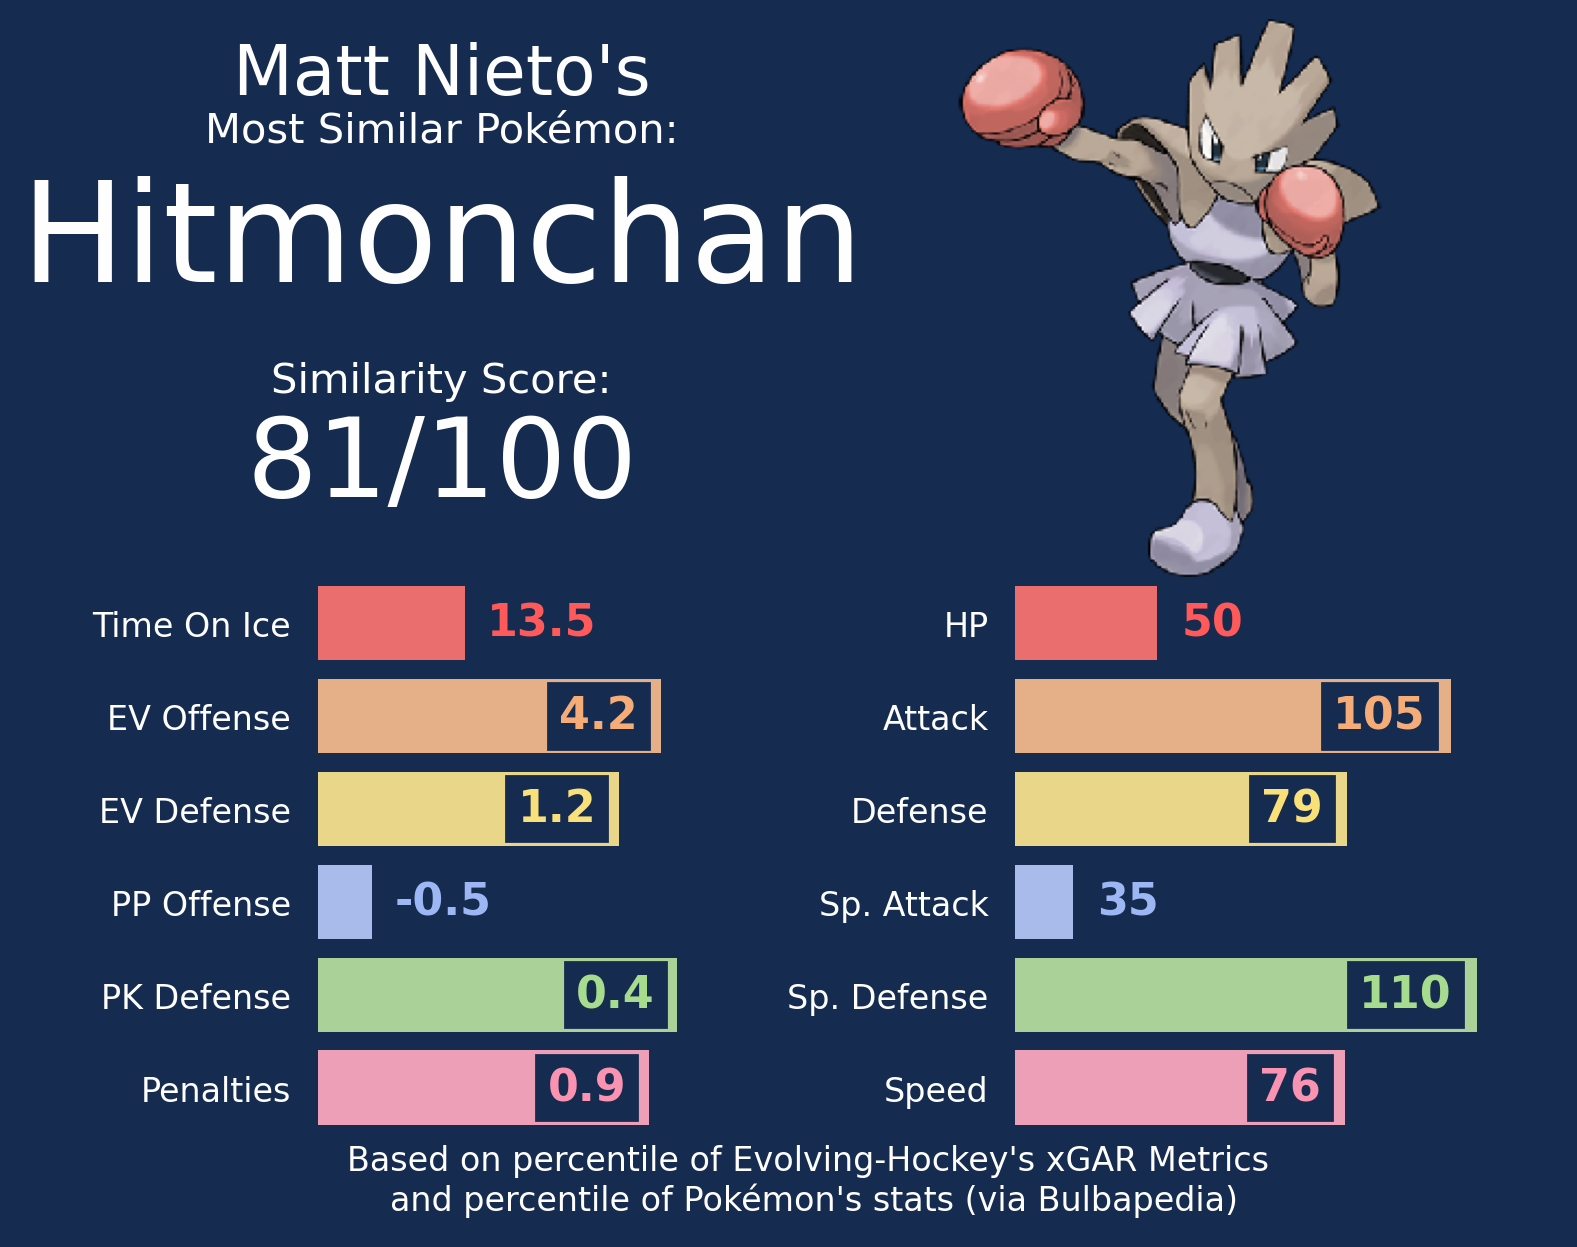 Matt Nieto's
Most Similar Pokémon:
Hitmonchan
Similarity Score:
81/100
Time On Ice 13.5
EV Offense 4.2
EV Defense 1.2
PP Offense -0.5
PK Defense 0.4
Penalties 0.9
HP 50
Attack 105
Defense 79
Sp. Attack 35
Sp. Defense 110
Speed 76
Based on percentile of Evolving-Hockey's xGAR Metrics
and percentile of Pokémon's stats (via Bulbapedia)